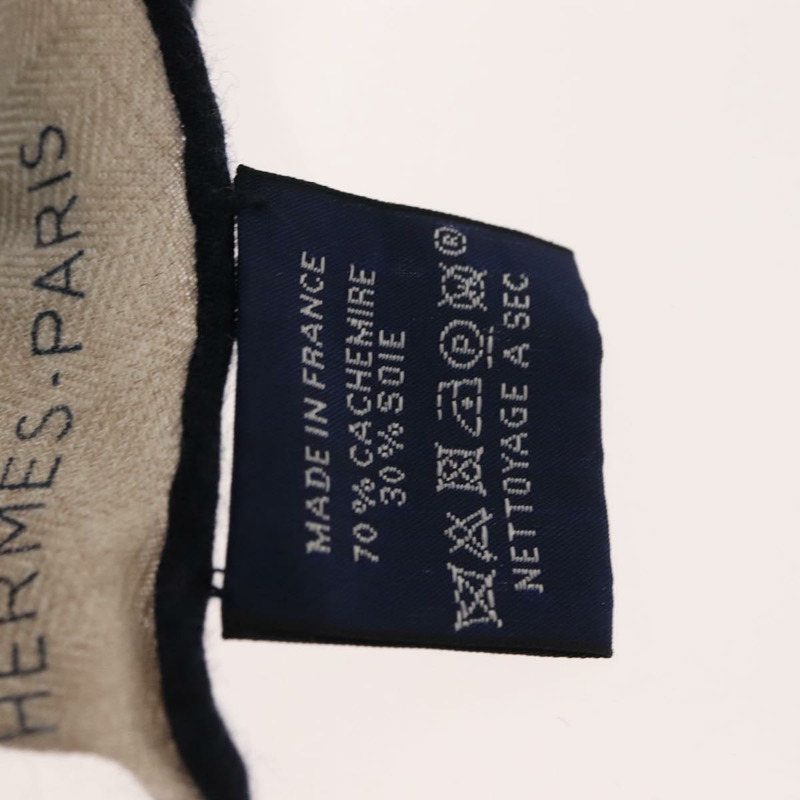 HERMES·PARIS
MADE IN FRANCE
70 % CACHEMIRE
30 % SOIE
P ®
NETTOYAGE A SEC